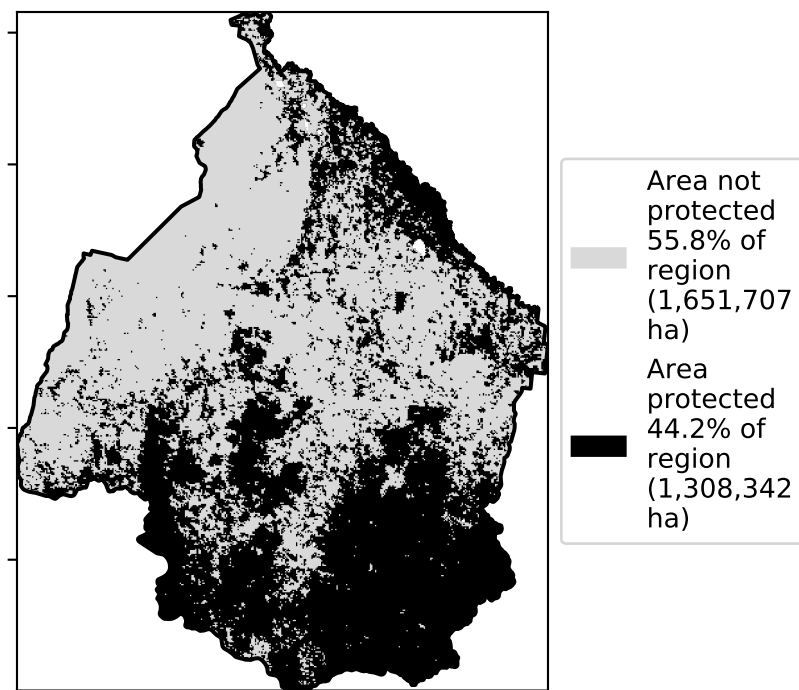 Area not
protected
55.8% of
region
(1,651,707
ha)
Area
protected
44.2% of
region
(1,308,342
ha)